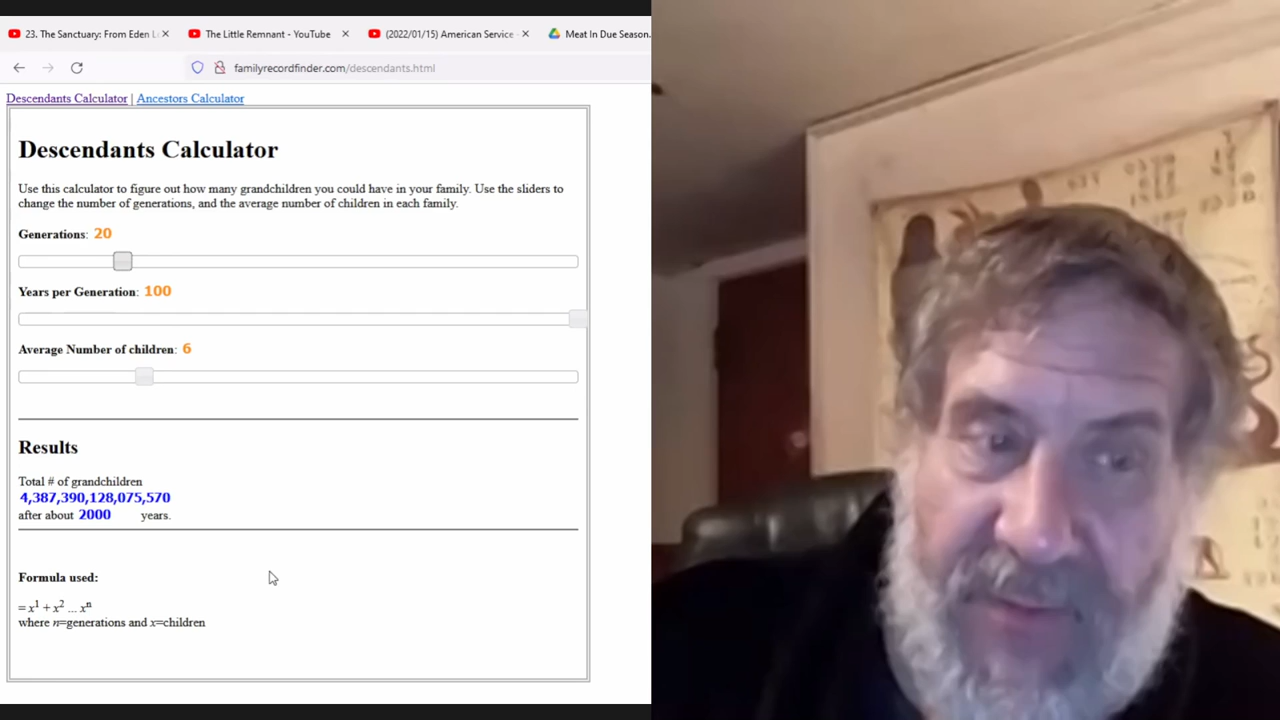 23. The Sanctuary: From Eden L
The Little Remnant - YouTube
(2022/01/15) American Service -
Meat In Due Season.
familyrecordfinder.com/descendants.html
Descendants Calculator | Ancestors Calculator
Descendants Calculator
Use this calculator to figure out how many grandchildren you could have in your family. Use the sliders to
change the number of generations, and the average number of children in each family.
Generations: 20
Years per Generation: 100
Average Number of children: 6
Results
Total # of grandchildren
4,387,390,128,075,570
after about 2000 years.
Formula used:
= x¹ + x² ... xⁿ
where n=generations and x=children